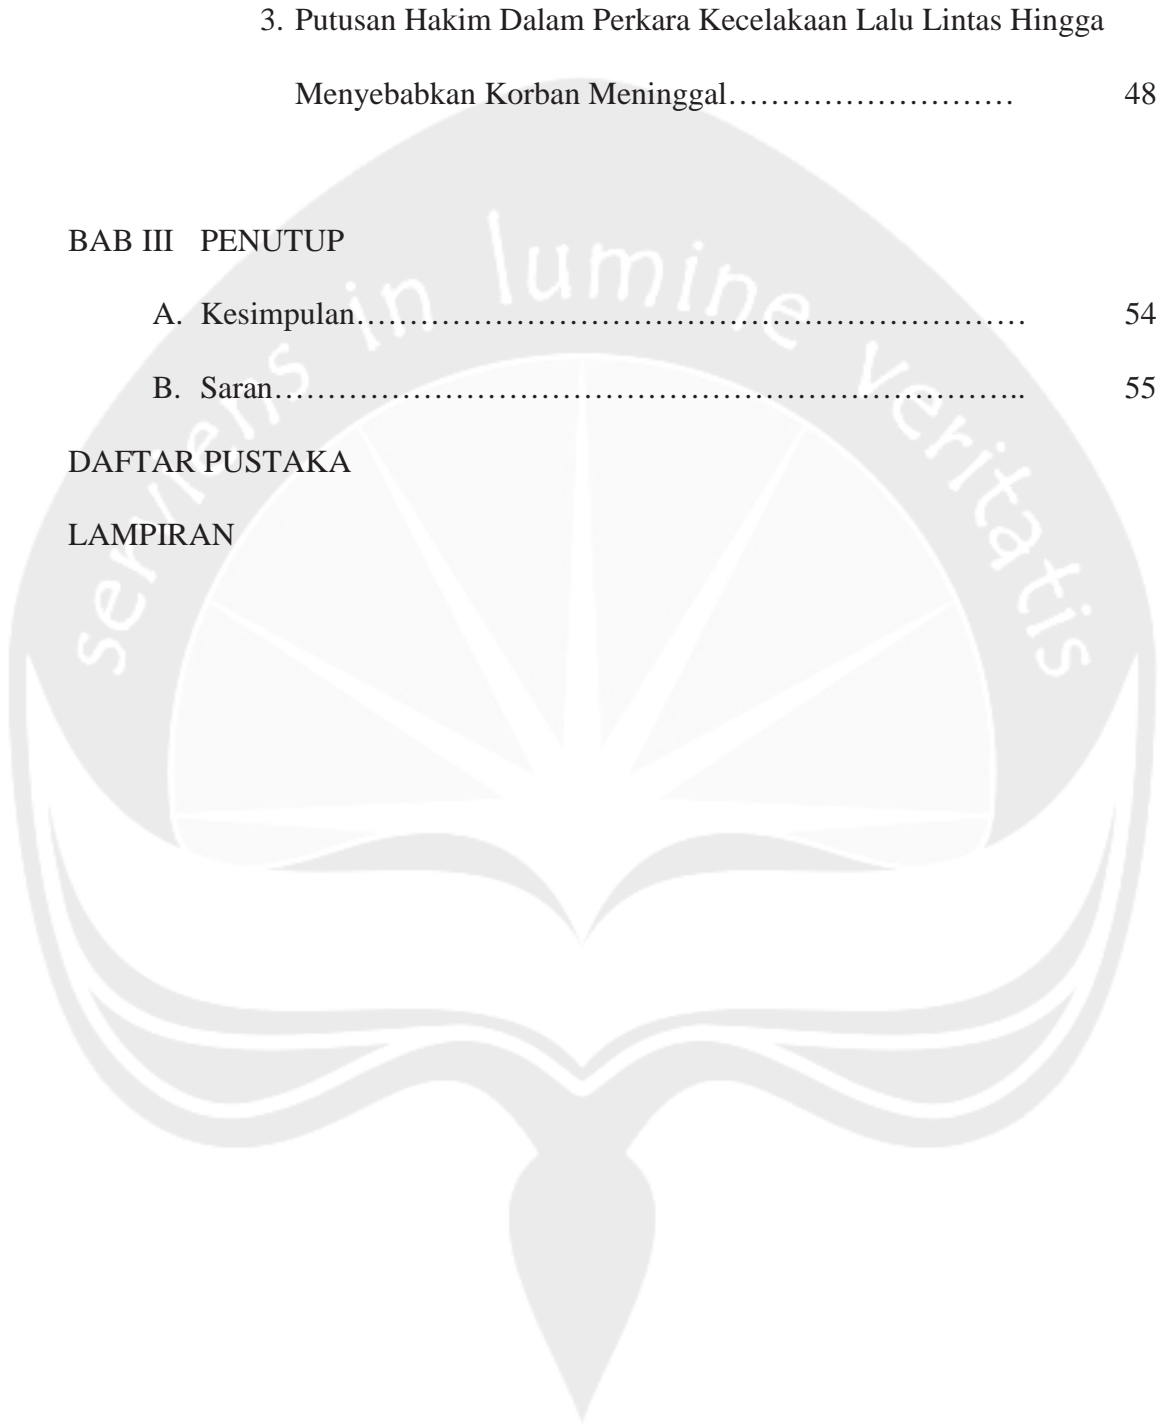 3. Putusan Hakim Dalam Perkara Kecelakaan Lalu Lintas Hingga
Menyebabkan Korban Meninggal……………………… 48
BAB III PENUTUP
A. Kesimpulan……………………………………………………… 54
B. Saran…………………………………………………………….. 55
DAFTAR PUSTAKA
LAMPIRAN
serviens in lumine veritatis